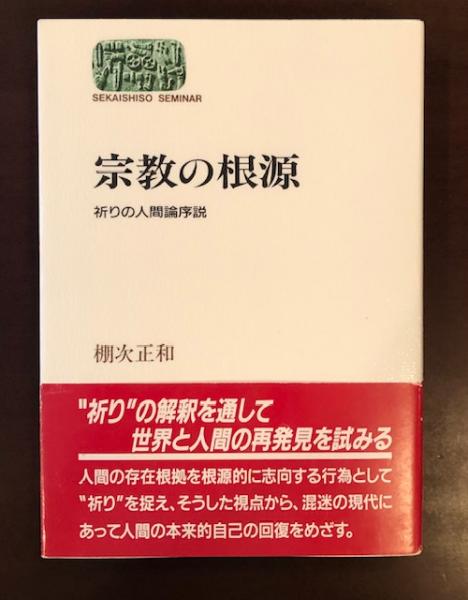 SEKAISHISO SEMINAR
宗教の根源
祈りの人間論序説
棚次正和
"祈り"の解釈を通して
世界と人間の再発見を試みる
人間の存在根拠を根源的に志向する行為として
"祈り"を捉え、そうした視点から、混迷の現代に
あって人間の本来的自己の回復をめざす。